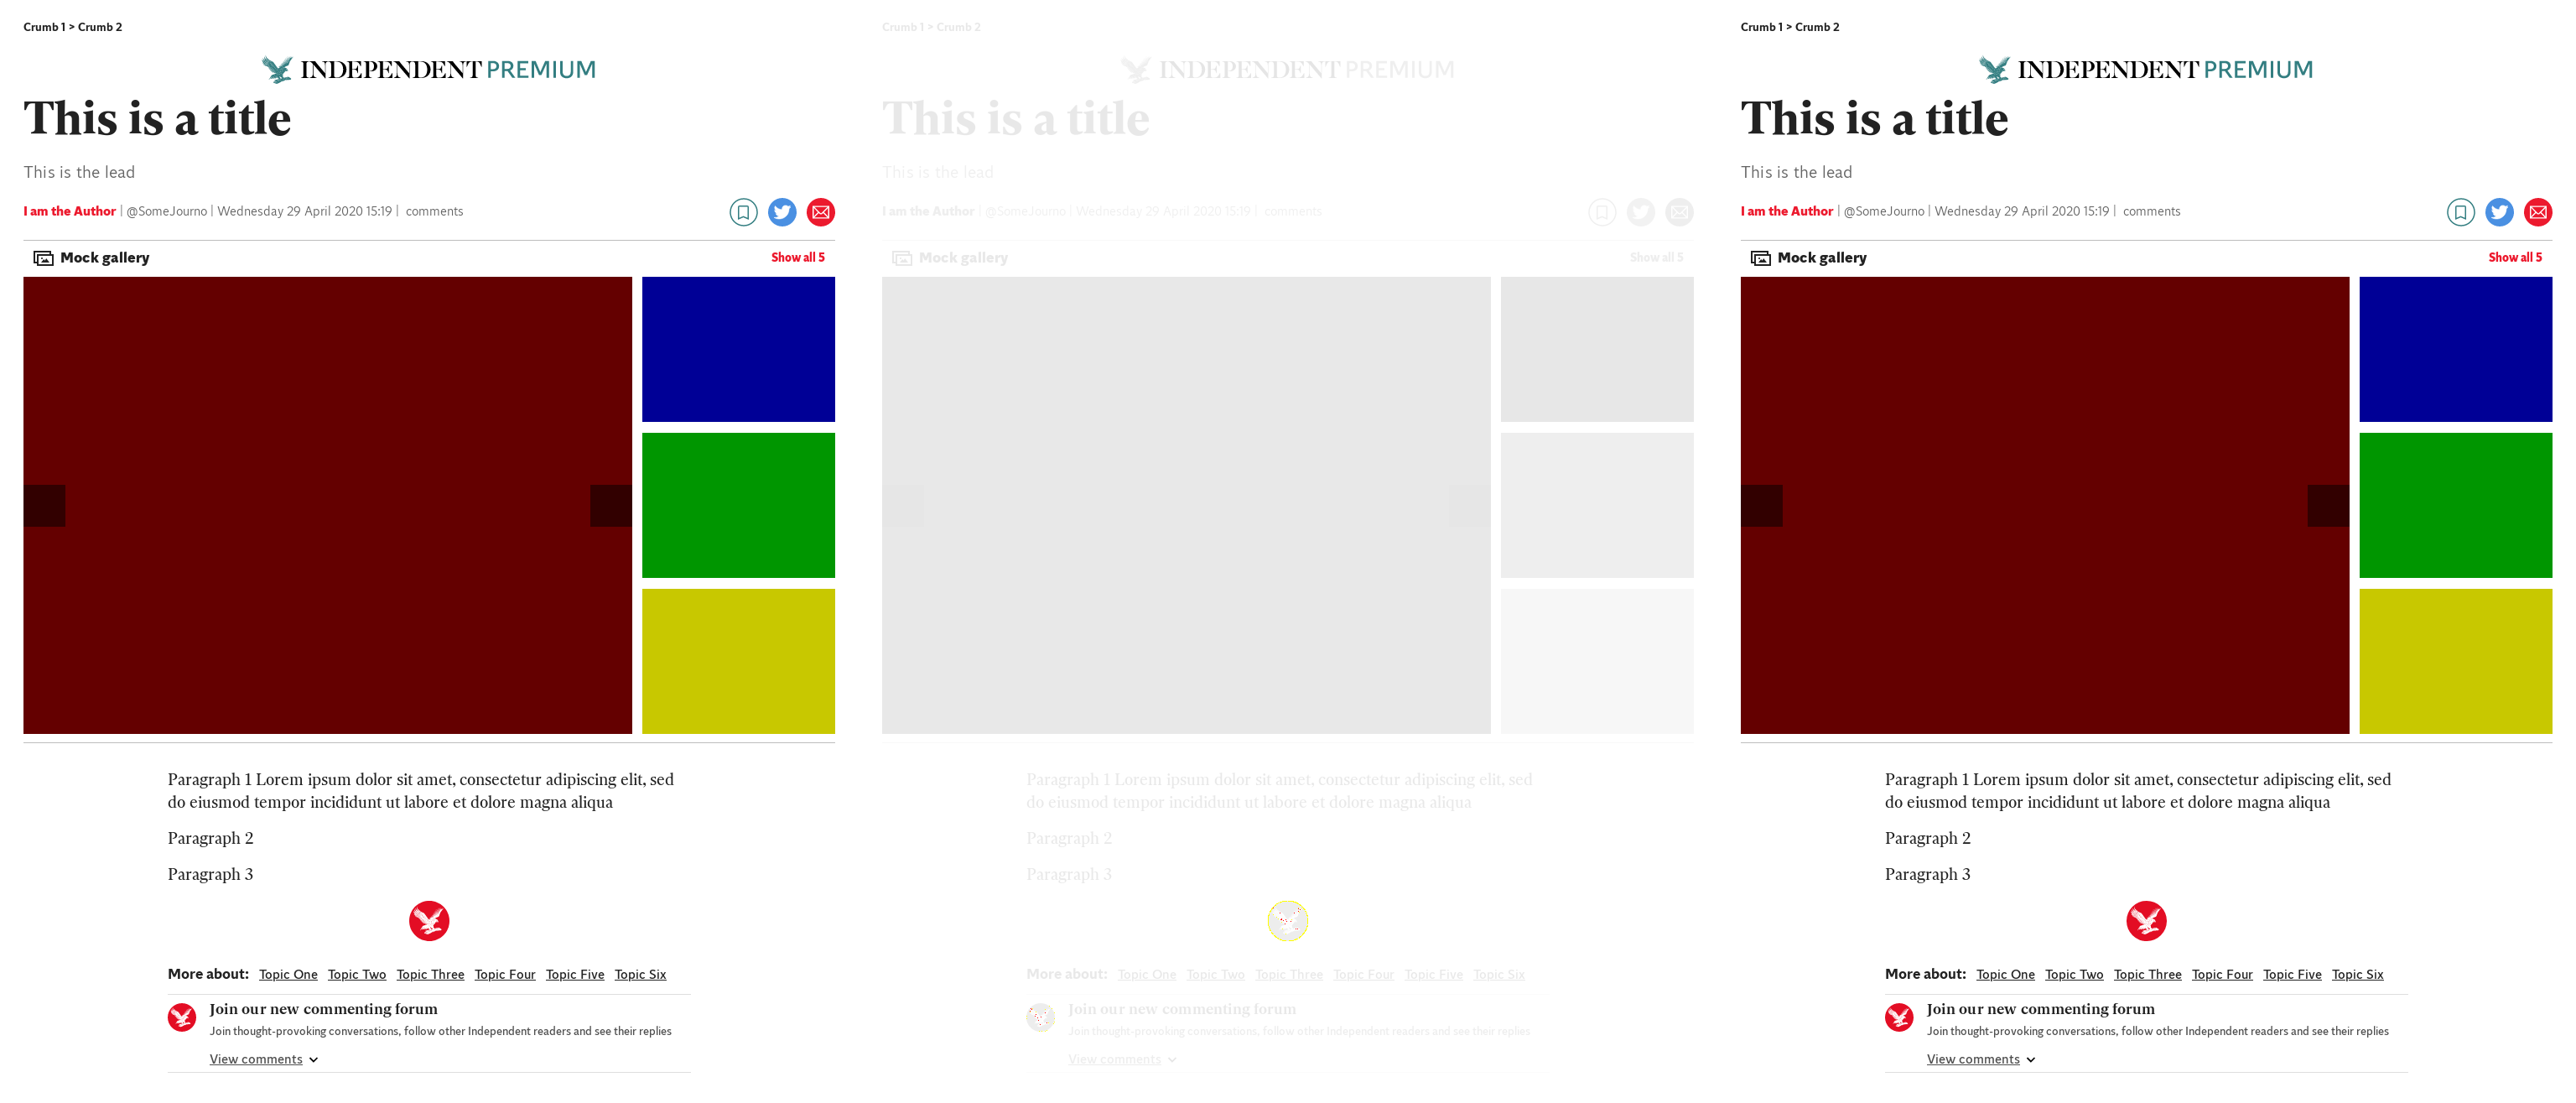 Crumb 1 > Crumb 2
INDEPENDENT PREMIUM
This is a title
This is the lead
I am the Author | @SomeJourno | Wednesday 29 April 2020 15:19 | comments
Mock gallery
Show all 5
Paragraph 1 Lorem ipsum dolor sit amet, consectetur adipiscing elit, sed
do eiusmod tempor incididunt ut labore et dolore magna aliqua
Paragraph 2
Paragraph 3
More about: Topic One Topic Two Topic Three Topic Four Topic Five Topic Six
Join our new commenting forum
Join thought-provoking conversations, follow other Independent readers and see their replies
View comments
Crumb 1 > Crumb 2
INDEPENDENT PREMIUM
This is a title
This is the lead
I am the Author | @SomeJourno | Wednesday 29 April 2020 15:19 | comments
Mock gallery
Show all 5
Paragraph 1 Lorem ipsum dolor sit amet, consectetur adipiscing elit, sed
do eiusmod tempor incididunt ut labore et dolore magna aliqua
Paragraph 2
Paragraph 3
More about: Topic One Topic Two Topic Three Topic Four Topic Five Topic Six
Join our new commenting forum
Join thought-provoking conversations, follow other Independent readers and see their replies
View comments
Crumb 1 > Crumb 2
INDEPENDENT PREMIUM
This is a title
This is the lead
I am the Author | @SomeJourno | Wednesday 29 April 2020 15:19 | comments
Mock gallery
Show all 5
Paragraph 1 Lorem ipsum dolor sit amet, consectetur adipiscing elit, sed
do eiusmod tempor incididunt ut labore et dolore magna aliqua
Paragraph 2
Paragraph 3
More about: Topic One Topic Two Topic Three Topic Four Topic Five Topic Six
Join our new commenting forum
Join thought-provoking conversations, follow other Independent readers and see their replies
View comments